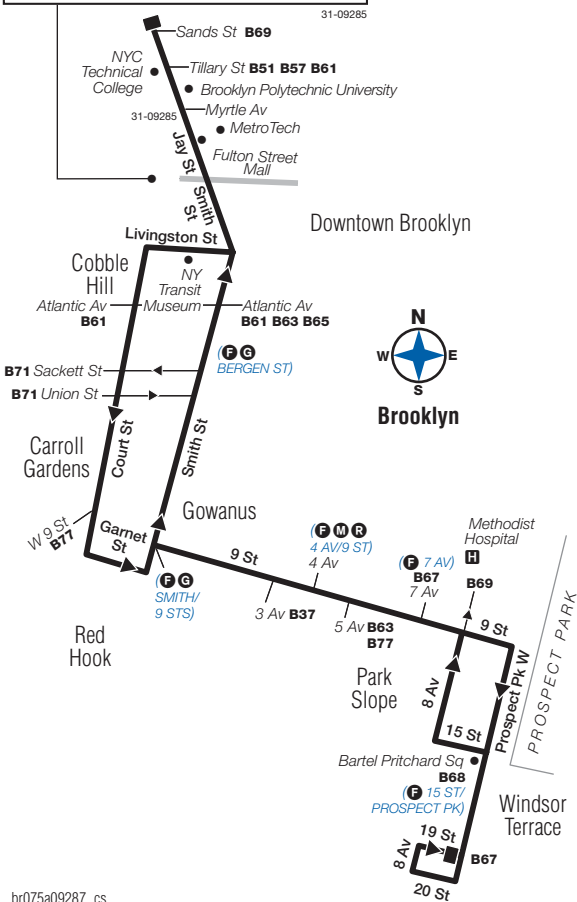 31-09285
Sands St B69
NYC
Technical
College
Tillary St B51 B57 B61
Brooklyn Polytechnic University
Myrtle Av
31-09285
MetroTech
Jay St
Fulton Street
Mall
Smith
St
Downtown Brooklyn
Livingston St
Cobble
Hill
NY
Transit
Museum
Atlantic Av
B61
Atlantic Av
B61 B63 B65
N
W E
S
Brooklyn
(F G
BERGEN ST)
B71 Sackett St
B71 Union St
Court St
Smith St
Carroll
Gardens
Gowanus
W 9 St
B77
Garnet
St
(F G
SMITH/
9 STS)
Red
Hook
9 St
(F M R
4 AV/9 ST)
4 Av
3 Av B37
5 Av B63
B77
(F 7 AV)
B67
7 Av
Methodist
Hospital
H
B69
9 St
Park
Slope
8 Av
Prospect Pk W
PROSPECT PARK
15 St
Bartel Pritchard Sq
B68
(F 15 ST/
PROSPECT PK)
Windsor
Terrace
19 St
8 Av
B67
20 St
br075a09287_cs